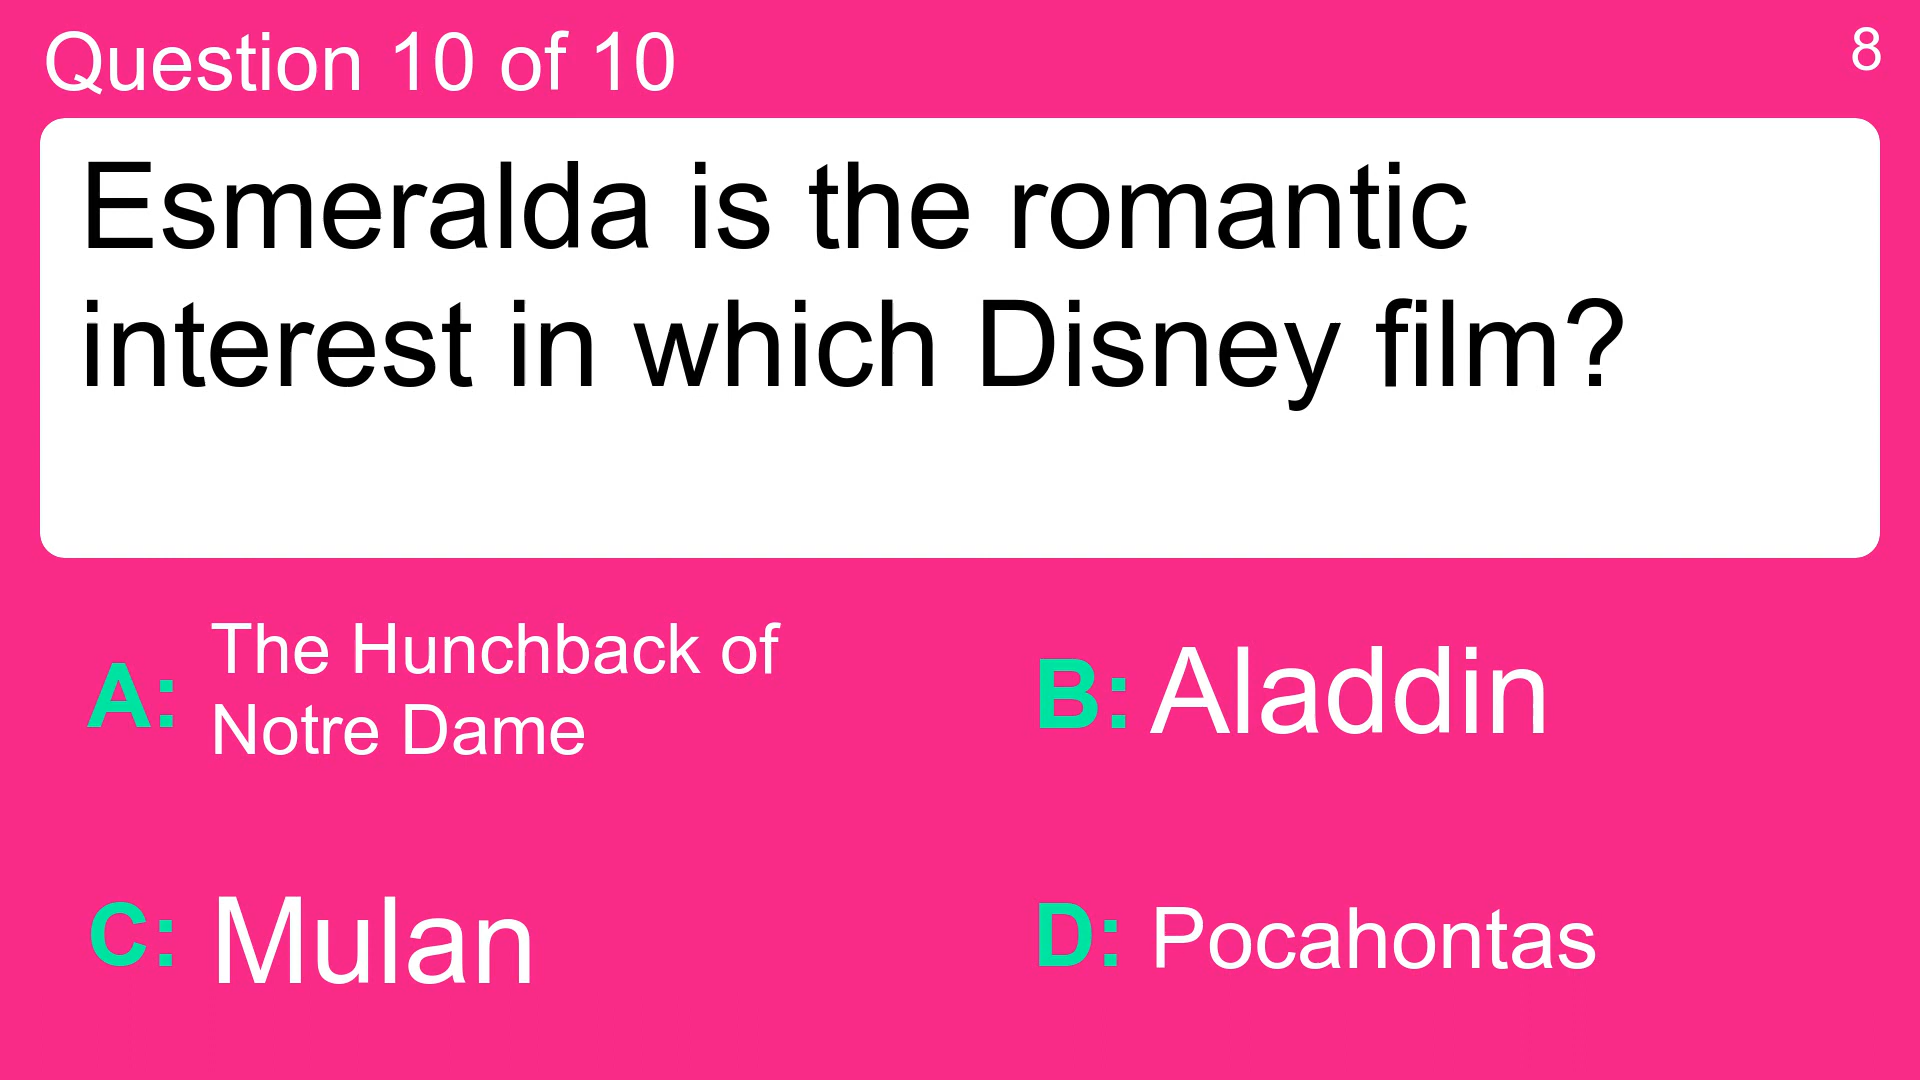 Question 10 of 10
8
Esmeralda is the romantic
interest in which Disney film?
A: The Hunchback of
Notre Dame
B: Aladdin
C: Mulan
D: Pocahontas